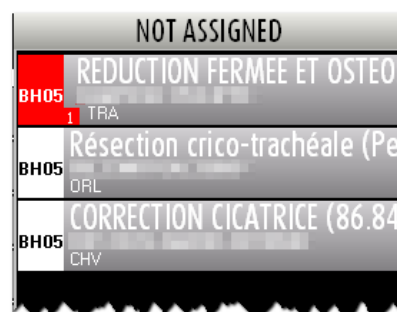 NOT ASSIGNED
REDUCTION FERMEE ET OSTEO
BH05
1 TRA
Résection crico-trachéale (Pe
BH05
ORL
CORRECTION CICATRICE (86.84
BH05
CHV